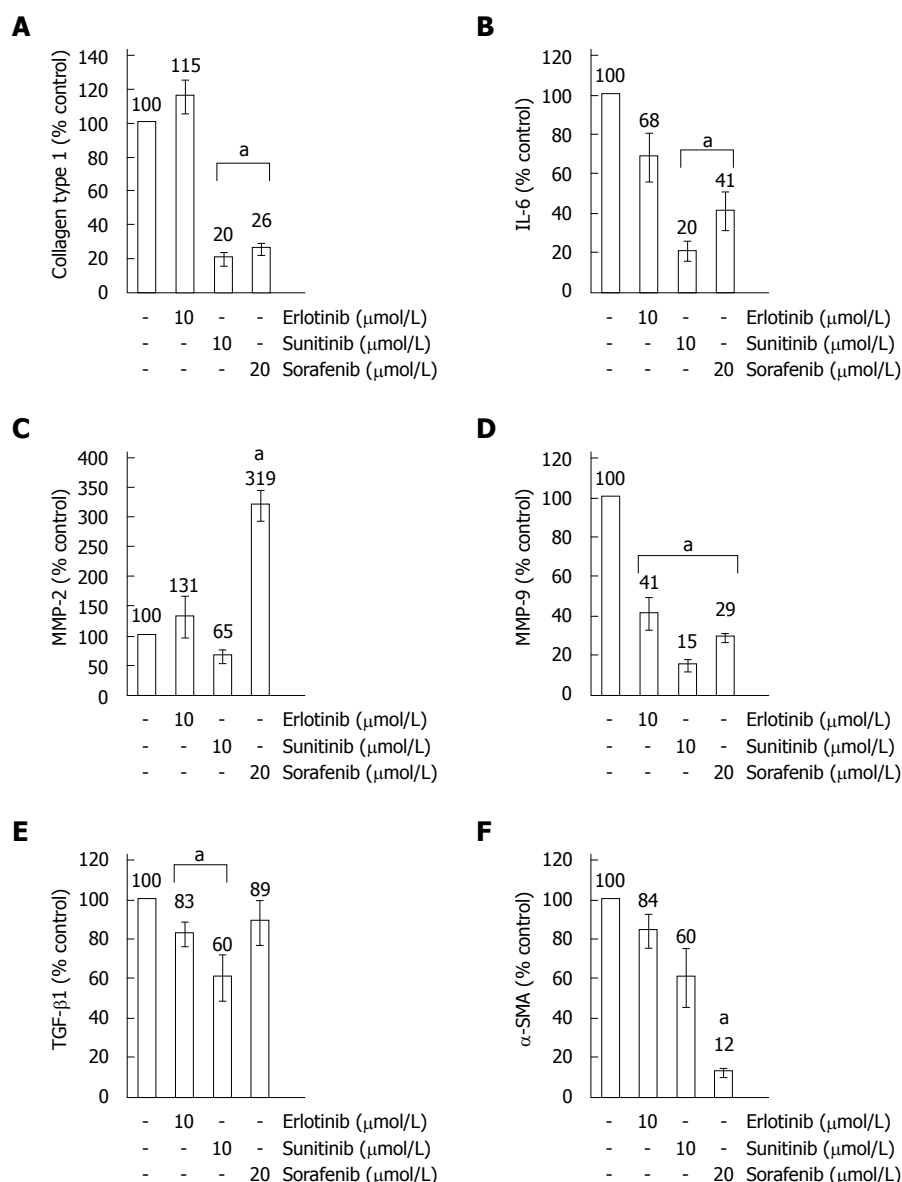 A
Collagen type 1 (% control)
140
120
100
80
60
40
20
0
100
115
20
26
a
- 10 - - Erlotinib (μmol/L)
- - 10 - Sunitinib (μmol/L)
- - - 20 Sorafenib (μmol/L)
B
IL-6 (% control)
120
100
80
60
40
20
0
100
68
20
41
a
- 10 - - Erlotinib (μmol/L)
- - 10 - Sunitinib (μmol/L)
- - - 20 Sorafenib (μmol/L)
C
MMP-2 (% control)
400
350
300
250
200
150
100
50
0
100
131
65
a
319
- 10 - - Erlotinib (μmol/L)
- - 10 - Sunitinib (μmol/L)
- - - 20 Sorafenib (μmol/L)
D
MMP-9 (% control)
120
100
80
60
40
20
0
100
41
15
29
a
- 10 - - Erlotinib (μmol/L)
- - 10 - Sunitinib (μmol/L)
- - - 20 Sorafenib (μmol/L)
E
TGF-β1 (% control)
120
100
80
60
40
20
0
100
83
60
89
a
- 10 - - Erlotinib (μmol/L)
- - 10 - Sunitinib (μmol/L)
- - - 20 Sorafenib (μmol/L)
F
α-SMA (% control)
120
100
80
60
40
20
0
100
84
60
a
12
- 10 - - Erlotinib (μmol/L)
- - 10 - Sunitinib (μmol/L)
- - - 20 Sorafenib (μmol/L)